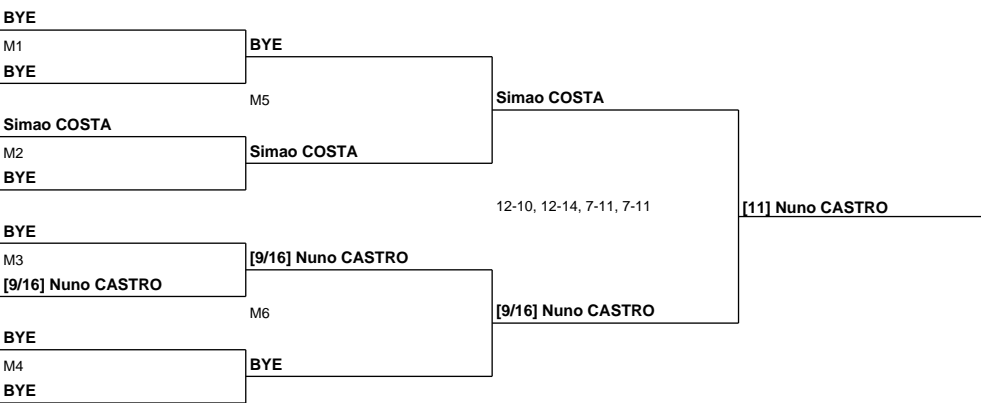 BYE
M1
BYE
BYE
M5
Simao COSTA
Simao COSTA
M2
Simao COSTA
BYE
12-10, 12-14, 7-11, 7-11
[11] Nuno CASTRO
BYE
M3
[9/16] Nuno CASTRO
[9/16] Nuno CASTRO
M6
[9/16] Nuno CASTRO
BYE
M4
BYE
BYE